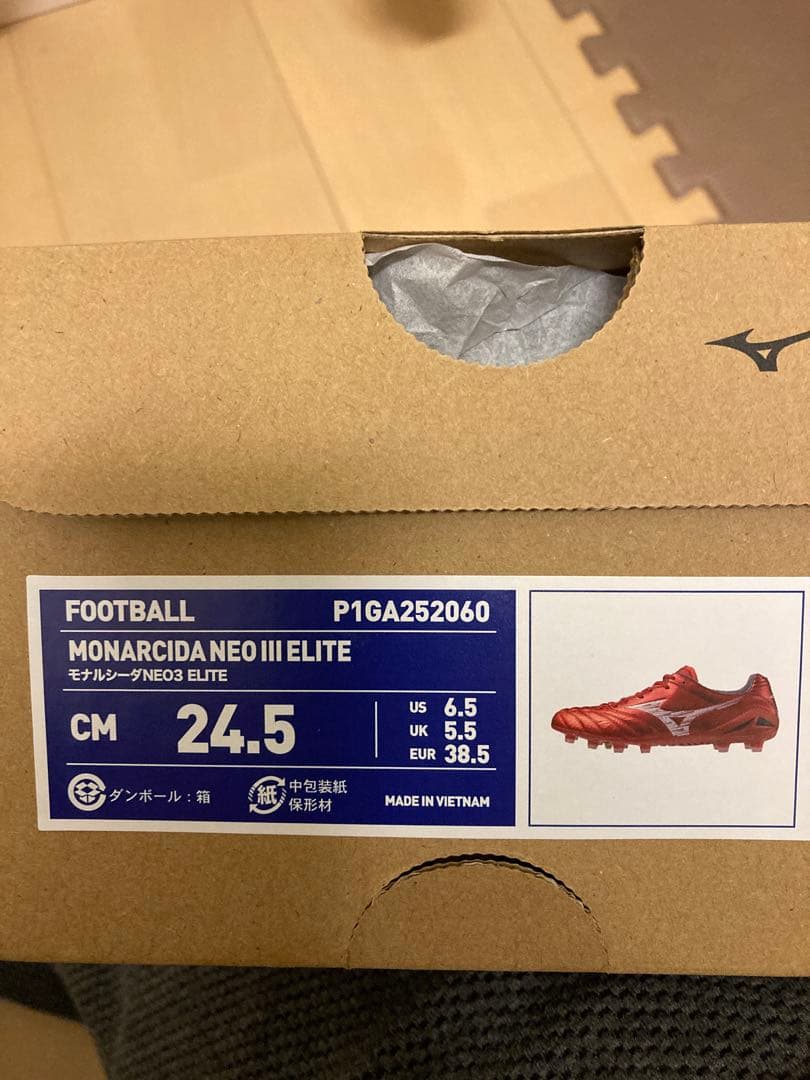 FOOTBALL P1GA252060
MONARCIDA NEO III ELITE
モナルシーダNEO3 ELITE
CM 24.5
US 6.5
UK 5.5
EUR 38.5
ダンボール：箱
紙 中包装紙
保形材
MADE IN VIETNAM